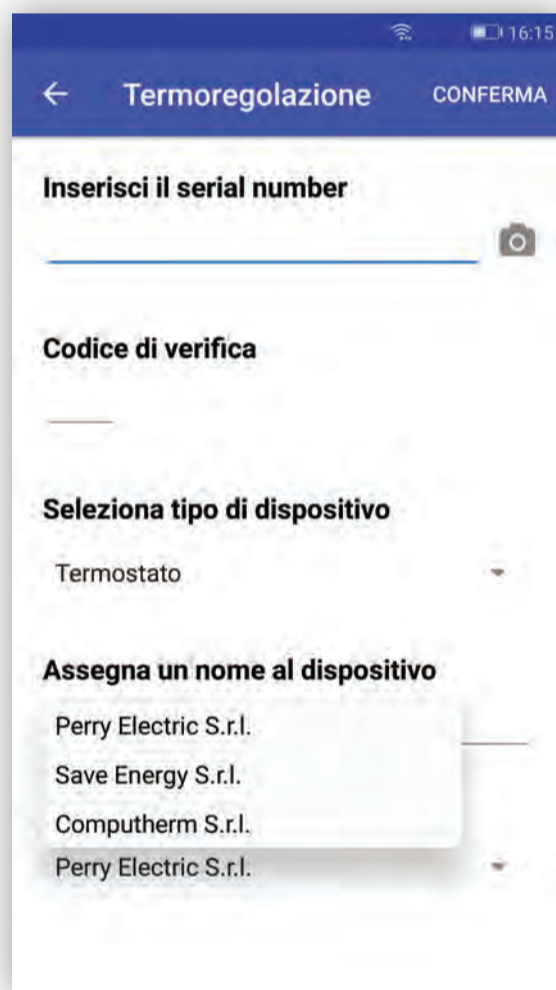 16:15
Termoregolazione CONFERMA
Inserisci il serial number
Codice di verifica
Seleziona tipo di dispositivo
Termostato
Assegna un nome al dispositivo
Perry Electric S.r.l.
Save Energy S.r.l.
Computherm S.r.l.
Perry Electric S.r.l.